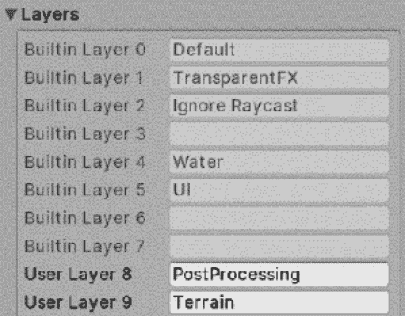 Layers
Builtin Layer 0 Default
Builtin Layer 1 TransparentFX
Builtin Layer 2 Ignore Raycast
Builtin Layer 3
Builtin Layer 4 Water
Builtin Layer 5 UI
Builtin Layer 6
Builtin Layer 7
User Layer 8 PostProcessing
User Layer 9 Terrain